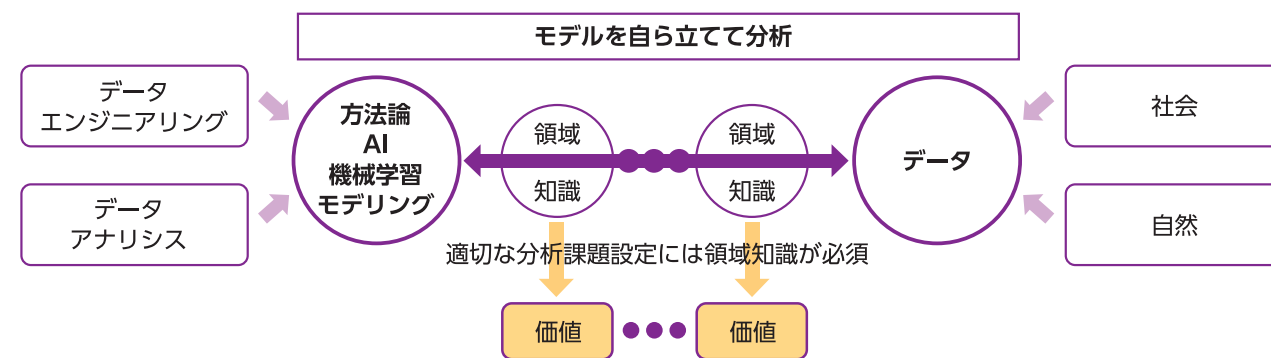 モデルを自ら立てて分析
データ
エンジニアリング
データ
アナリシス
方法論
AI
機械学習
モデリング
領域
知識
領域
知識
データ
社会
自然
適切な分析課題設定には領域知識が必須
価値
価値